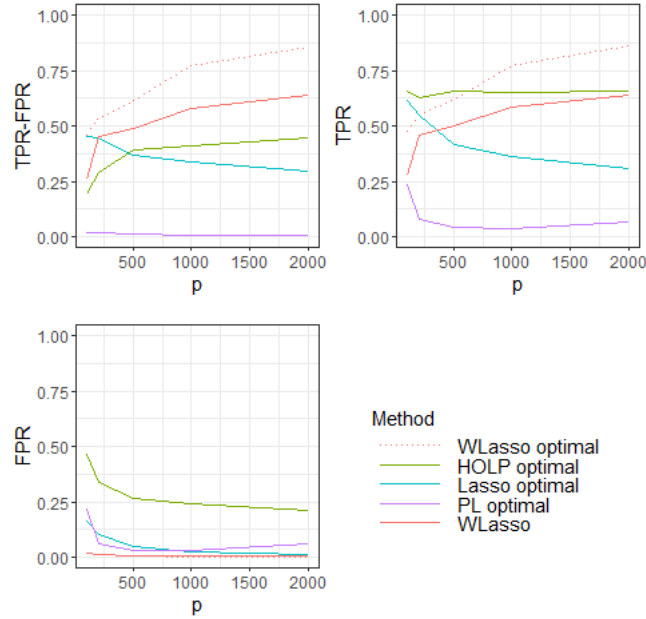 TPR-FPR
1.00
0.75
0.50
0.25
0.00
500 1000 1500 2000
p
TPR
1.00
0.75
0.50
0.25
0.00
500 1000 1500 2000
p
FPR
1.00
0.75
0.50
0.25
0.00
500 1000 1500 2000
p
Method
WLasso optimal
HOLP optimal
Lasso optimal
PL optimal
WLasso